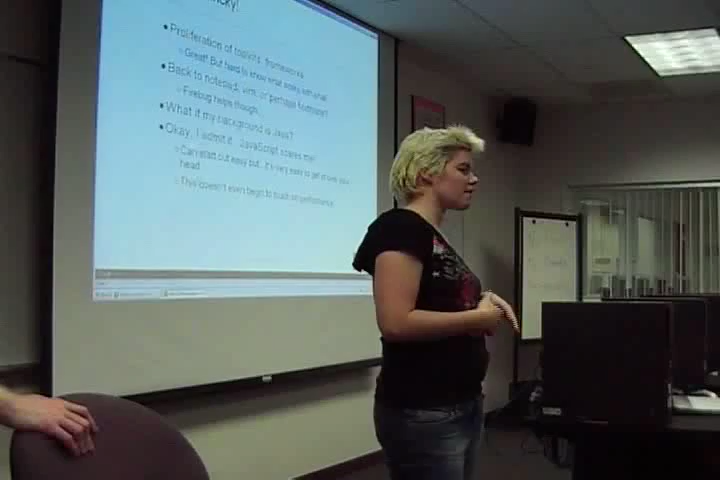 Proliferation of toolkits, frameworks
Great! But hard to know what works with what
Back to notepad, vim, or perhaps
Firebug helps though
What if my background is Java?
Okay, I admit it. JavaScript scares me!
Can start out easy but... it's very easy to get in over your
head
This doesn't even begin to touch on performance